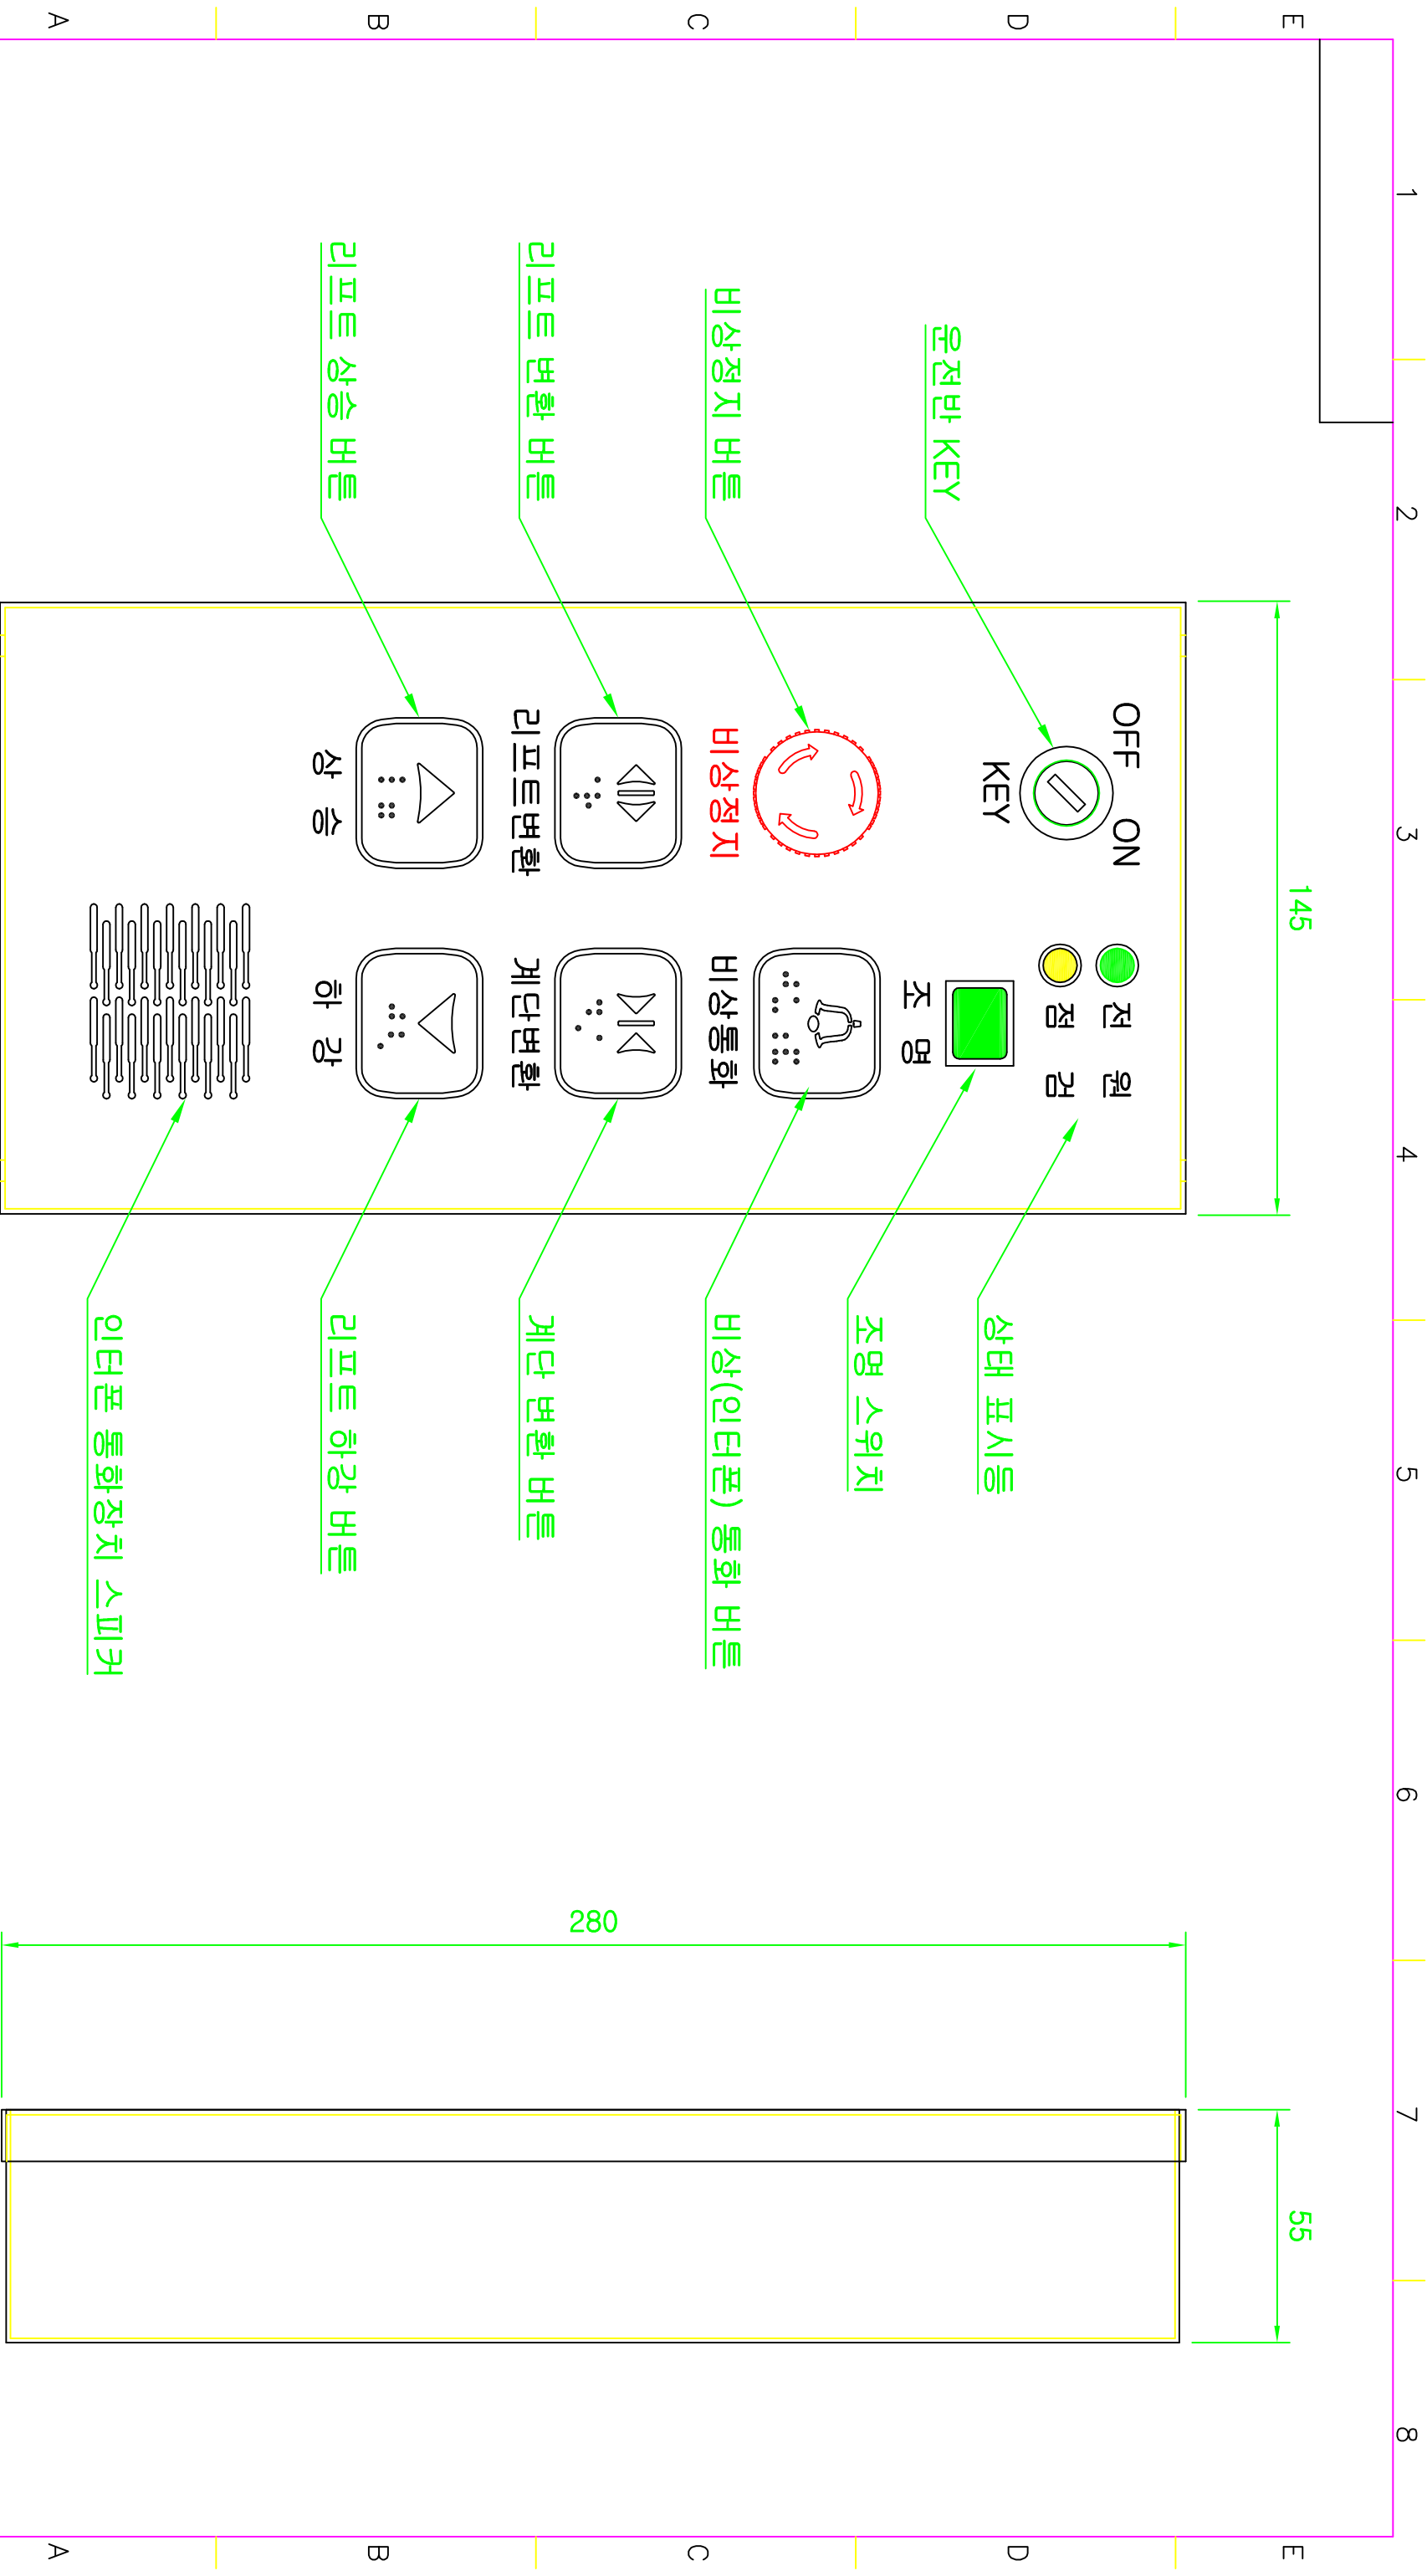 1 2 3 4 5 6 7 8
E E
145 55
OFF ON
전 원
점 검
D D
KEY
상태 표시등
운전반 KEY
조 명
조명 스위치
비상정지 버튼
비상정지 비상통화
비상(인터폰) 통화 버튼
C C
280
리프트 변환 버튼
리프트변환 계단변환
계단 변환 버튼
B B
리프트 상승 버튼
상 승 하 강
리프트 하강 버튼
인터폰 통화장치 스피커
A A